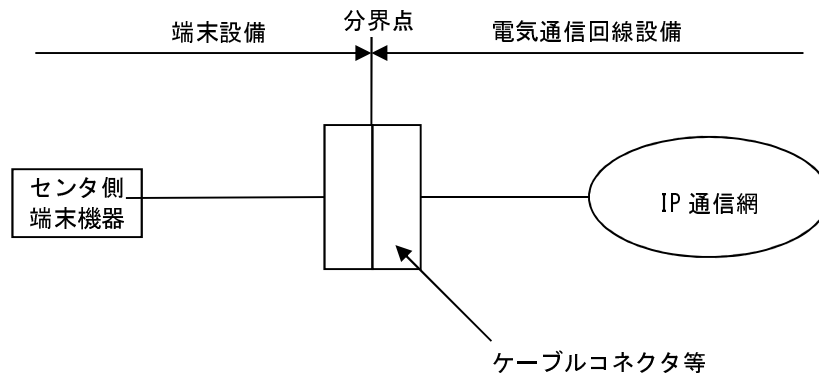 分界点
端末設備
電気通信回線設備
センタ側
端末機器
IP 通信網
ケーブルコネクタ等